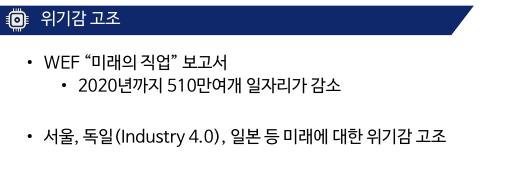 위기감 고조
• WEF “미래의 직업” 보고서
• 2020년까지 510만여개 일자리가 감소
• 서울, 독일(Industry 4.0), 일본 등 미래에 대한 위기감 고조